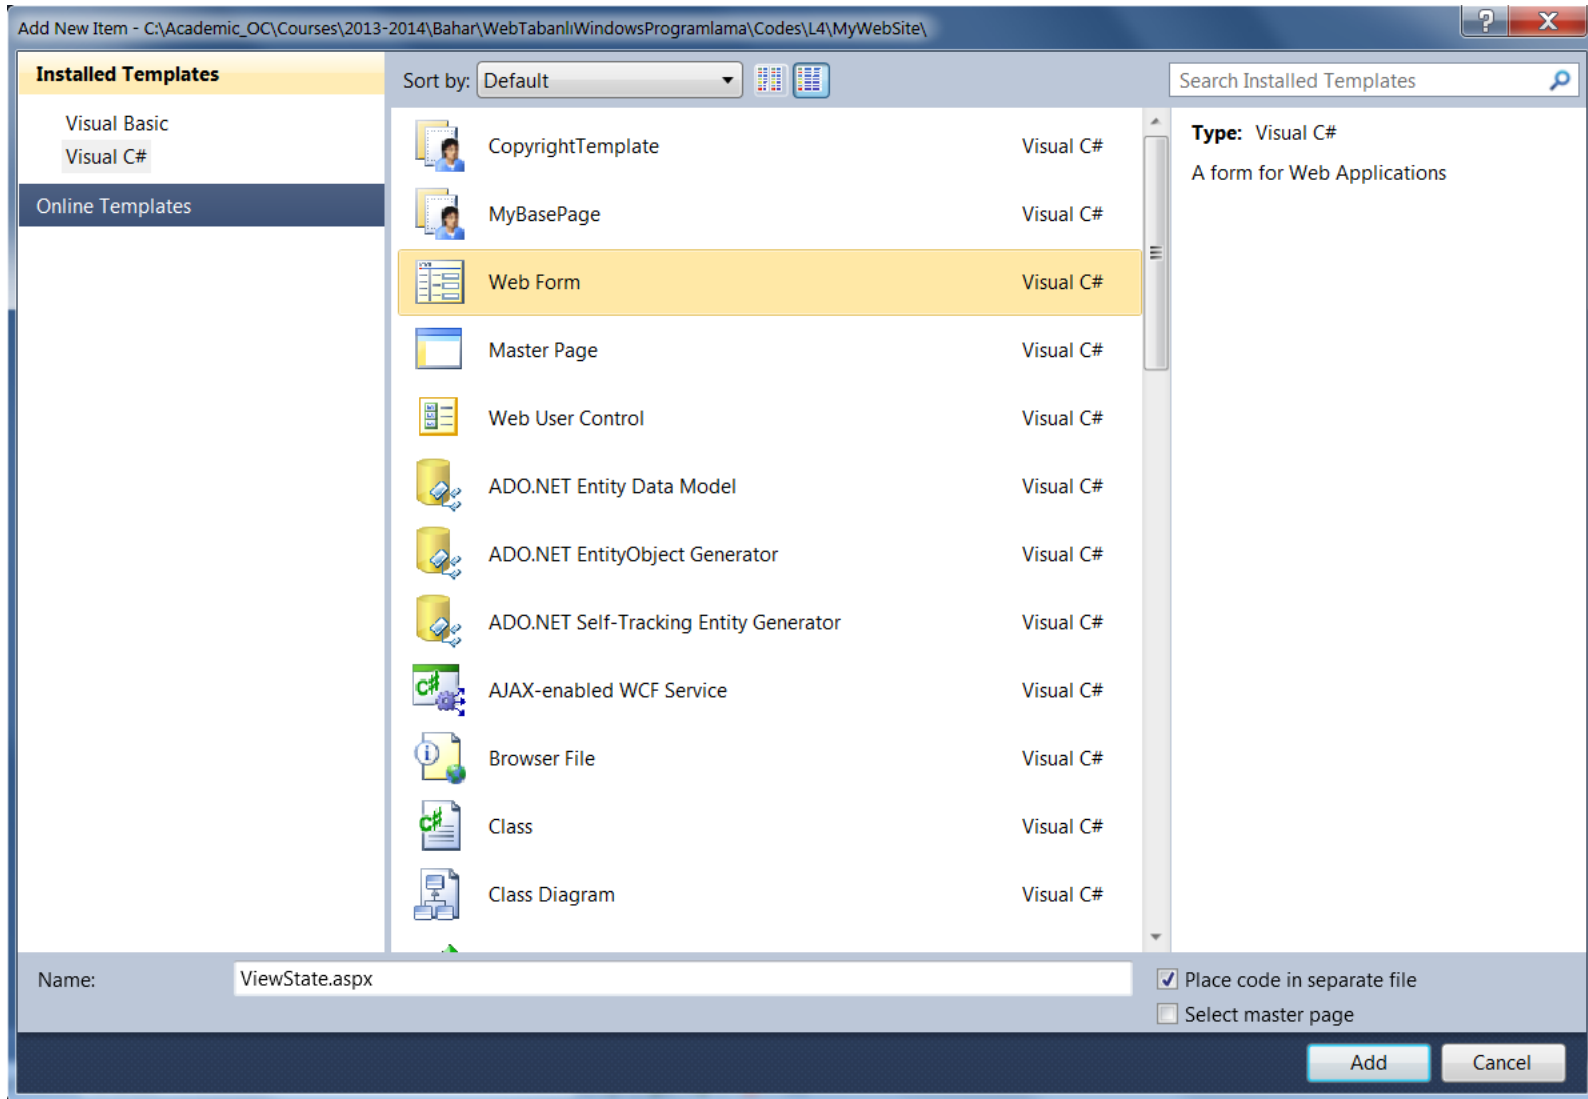 Add New Item - C:\Academic_OC\Courses\2013-2014\Bahar\WebTabanlıWindowsProgramlama\Codes\L4\MyWebSite\
?
X
Installed Templates
Visual Basic
Visual C#
Online Templates
Sort by: Default
Search Installed Templates
CopyrightTemplate Visual C#
MyBasePage Visual C#
Web Form Visual C#
Master Page Visual C#
Web User Control Visual C#
ADO.NET Entity Data Model Visual C#
ADO.NET EntityObject Generator Visual C#
ADO.NET Self-Tracking Entity Generator Visual C#
AJAX-enabled WCF Service Visual C#
Browser File Visual C#
Class Visual C#
Class Diagram Visual C#
Type: Visual C#
A form for Web Applications
Name: ViewState.aspx
Place code in separate file
Select master page
Add Cancel